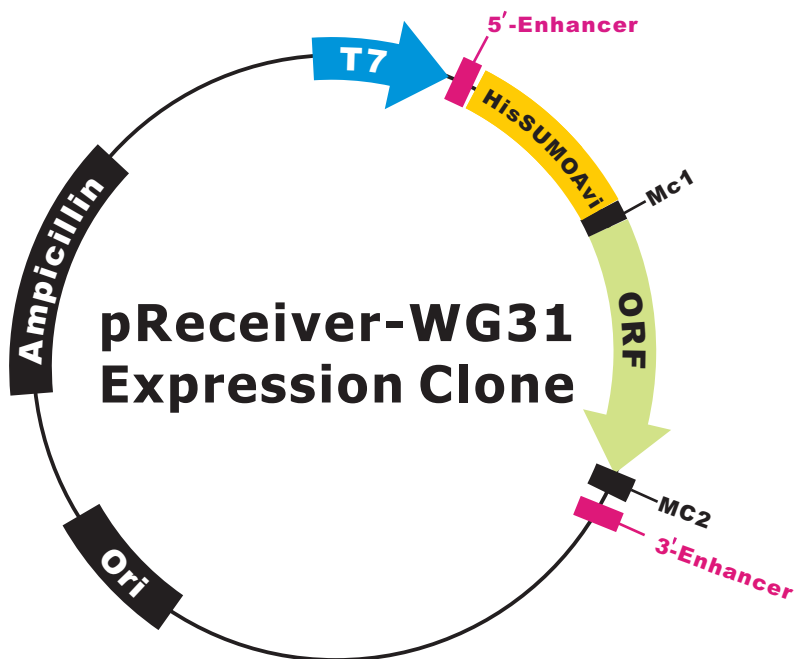 5′-Enhancer
T7
HisSUMOAvi
Mc1
Ampicillin
pReceiver-WG31
Expression Clone
ORF
MC2
3′-Enhancer
Ori